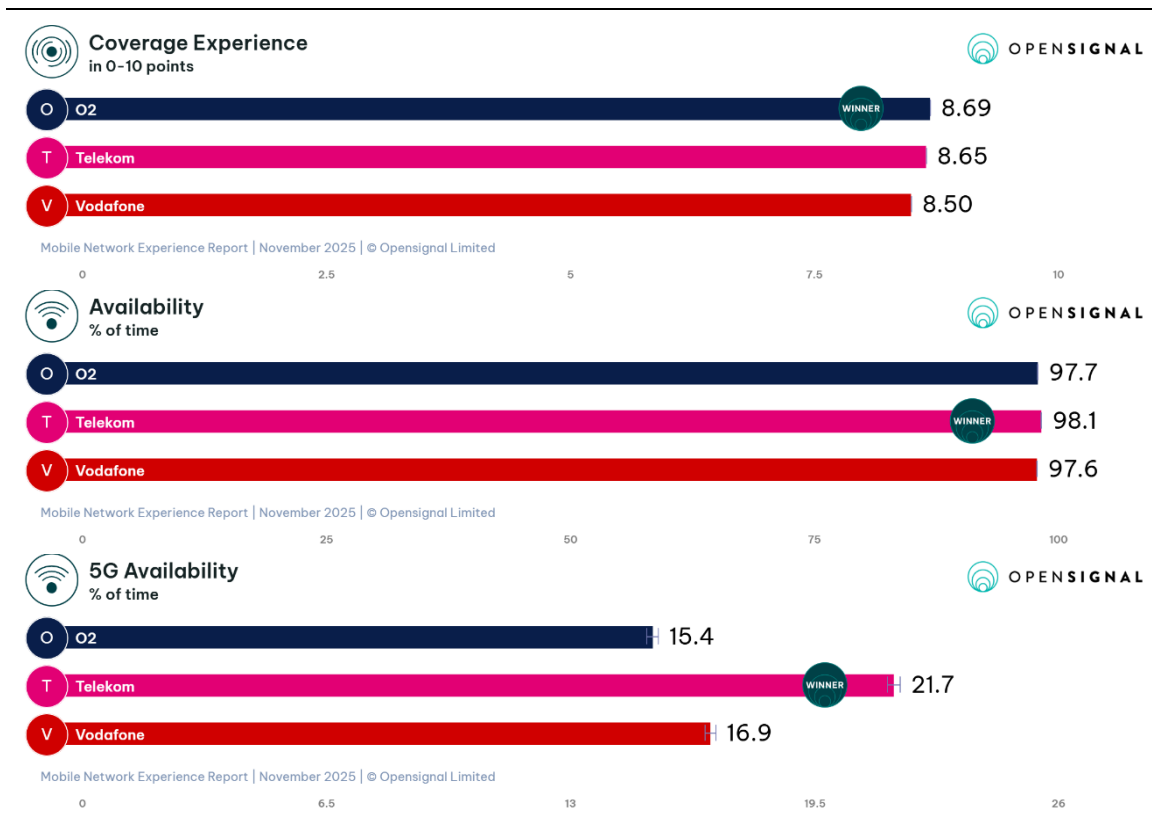 Coverage Experience
in 0-10 points
OPENSIGNAL
O O2 WINNER 8.69
T Telekom 8.65
V Vodafone 8.50
Mobile Network Experience Report | November 2025 | © Opensignal Limited
0 2.5 5 7.5 10
Availability
% of time
OPENSIGNAL
O O2 97.7
T Telekom WINNER 98.1
V Vodafone 97.6
Mobile Network Experience Report | November 2025 | © Opensignal Limited
0 25 50 75 100
5G Availability
% of time
OPENSIGNAL
O O2 15.4
T Telekom WINNER 21.7
V Vodafone 16.9
Mobile Network Experience Report | November 2025 | © Opensignal Limited
0 6.5 13 19.5 26